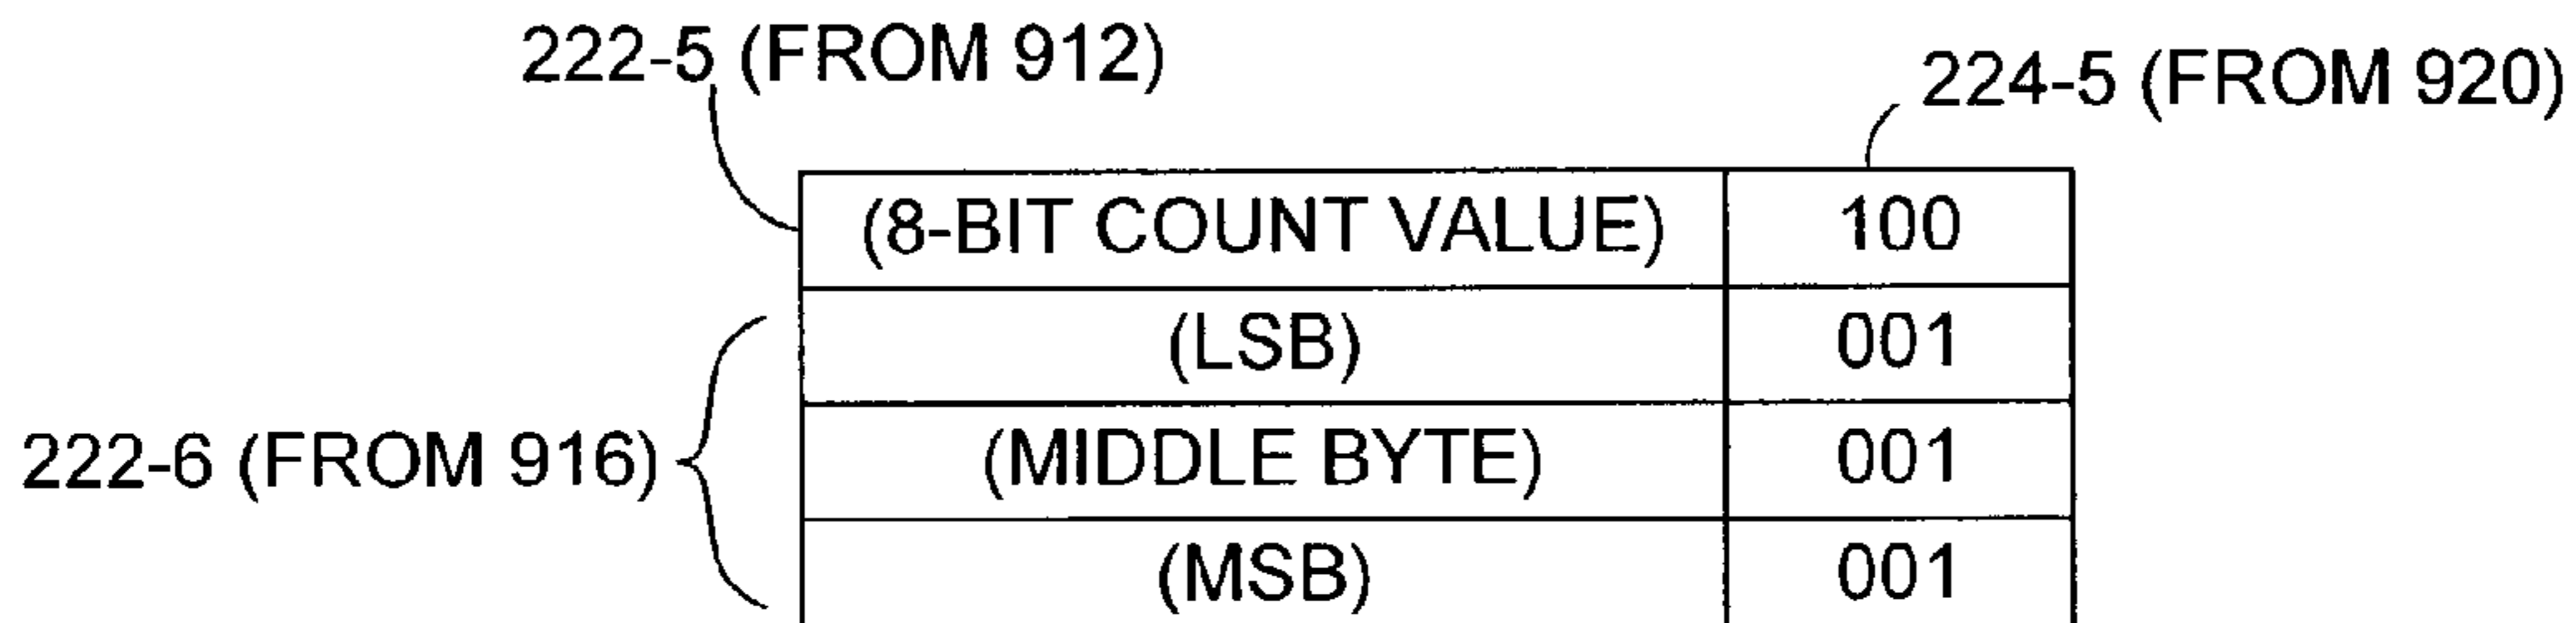 222-5 (FROM 912)
224-5 (FROM 920)
(8-BIT COUNT VALUE) 100
(LSB) 001
222-6 (FROM 916) (MIDDLE BYTE) 001
(MSB) 001